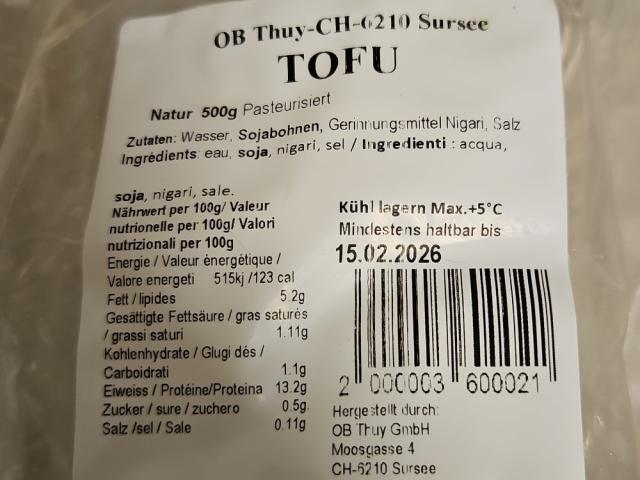 OB Thuy-CH-6210 Sursee
TOFU
Natur 500g Pasteurisiert
Zutaten: Wasser, Sojabohnen, Gerinnungsmittel Nigari, Salz
Ingrédients: eau, soja, nigari, sel / Ingredienti : acqua,
soja, nigari, sale.
Nährwert per 100g/ Valeur
nutrionelle per 100g/ Valori
nutrizionali per 100g
Energie / Valeur énergétique /
Valore energeti 515kj /123 cal
Fett / lipides 5.2g
Gesättigte Fettsäure / gras saturés
/ grassi saturi 1.11g
Kohlenhydrate / Glugi dés /
Carboidrati 1.1g
Eiweiss / Protéine/Proteina 13.2g
Zucker / sure / zuchero 0.5g.
Salz /sel / Sale 0.11g
Kühl lagern Max.+5°C
Mindestens haltbar bis
15.02.2026
2 000003 600021
Hergestellt durch:
OB Thuy GmbH
Moosgasse 4
CH-6210 Sursee